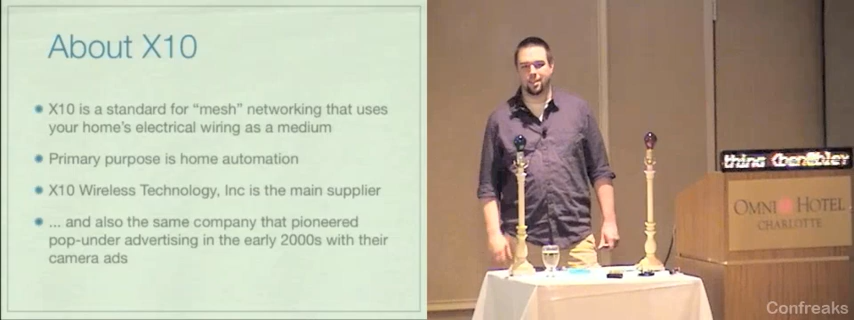 About X10
X10 is a standard for “mesh” networking that uses
your home’s electrical wiring as a medium
Primary purpose is home automation
X10 Wireless Technology, Inc is the main supplier
... and also the same company that pioneered
pop-under advertising in the early 2000s with their
camera ads
thing
OMNI HOTEL
CHARLOTTE
Confreaks